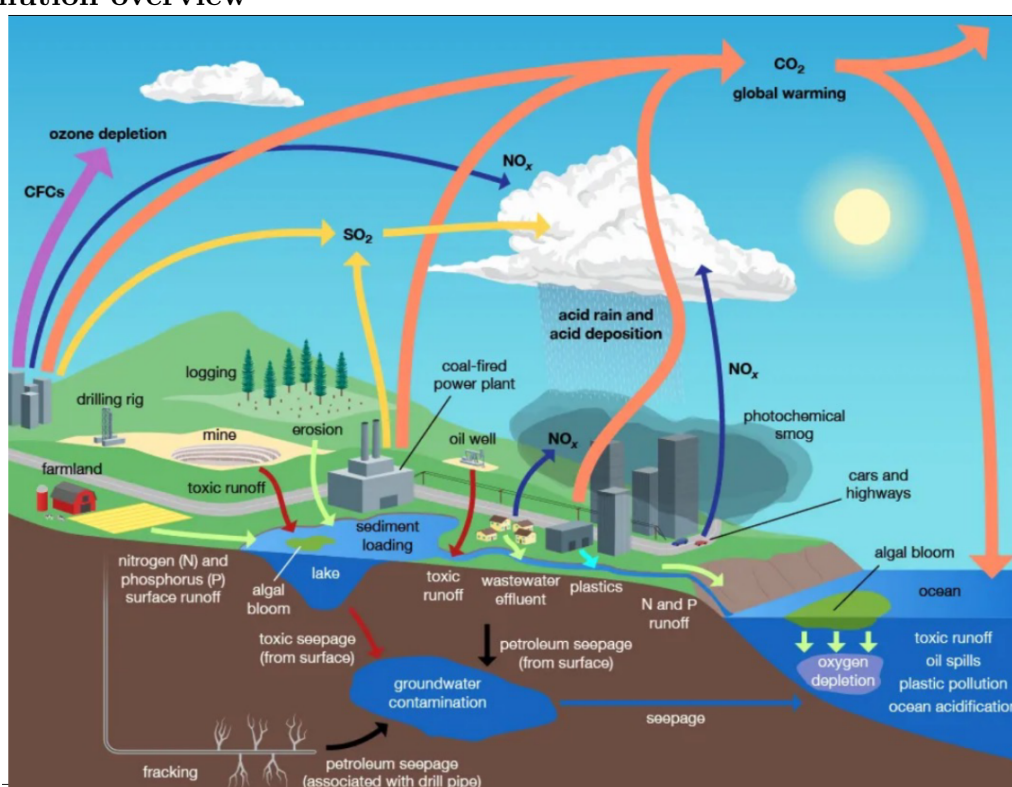 overview
CO₂
global warming
ozone depletion
CFCs
NOₓ
SO₂
acid rain and
acid deposition
NOₓ
logging
coal-fired
power plant
drilling rig
mine
erosion
oil well
NOₓ
photochemical
smog
farmland
toxic runoff
cars and
highways
sediment
loading
nitrogen (N) and
phosphorus (P)
surface runoff
algal
bloom
lake
toxic
runoff
wastewater
effluent
plastics
N and P
runoff
algal bloom
ocean
toxic seepage
(from surface)
petroleum seepage
(from surface)
oxygen
depletion
toxic runoff
oil spills
plastic pollution
ocean acidification
groundwater
contamination
seepage
fracking
petroleum seepage
(associated with drill pipe)